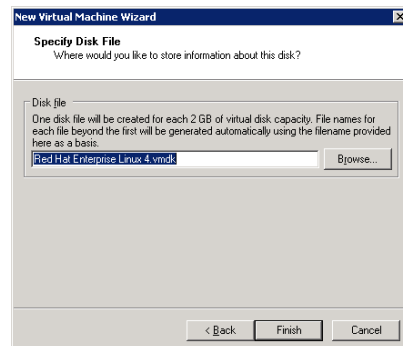 New Virtual Machine Wizard
Specify Disk File
Where would you like to store information about this disk?
Disk file
One disk file will be created for each 2 GB of virtual disk capacity. File names for
each file beyond the first will be generated automatically using the filename provided
here as a basis.
Red Hat Enterprise Linux 4.vmdk
Browse...
< Back
Finish
Cancel